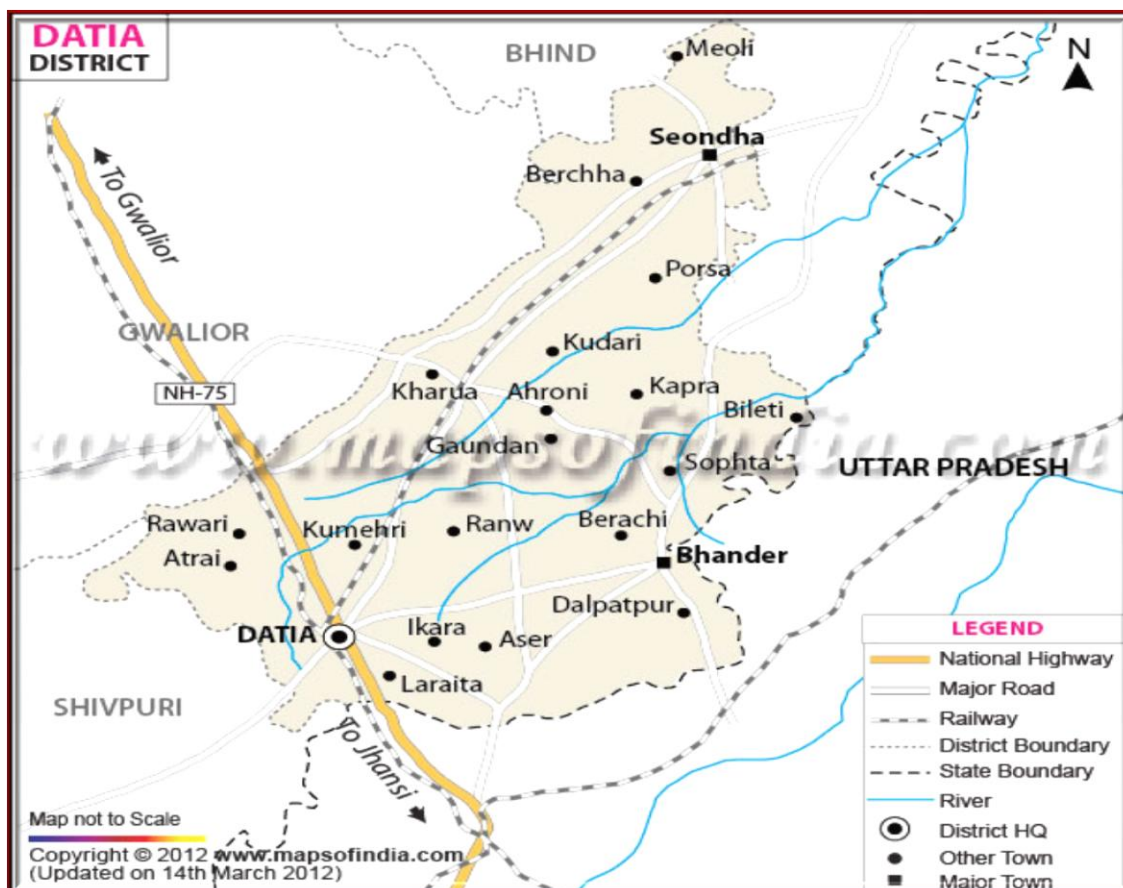 DATIA
DISTRICT
BHIND
Meoli
N
Seondha
Berchha
To Gwalior
Porsa
GWALIOR
Kudari
NH-75
Kharua
Ahroni
Kapra
Bileti
www.mapsofindia.com
Gaundan
Sophta
UTTAR PRADESH
Rawari
Kumehri
Ranw
Berachi
Atrai
Bhander
Dalpatpur
DATIA
Ikara
Aser
Laraita
SHIVPURI
To Jhansi
LEGEND
National Highway
Major Road
Railway
District Boundary
State Boundary
River
District HQ
Other Town
Major Town
Map not to Scale
Copyright © 2012 www.mapsofindia.com
(Updated on 14th March 2012)